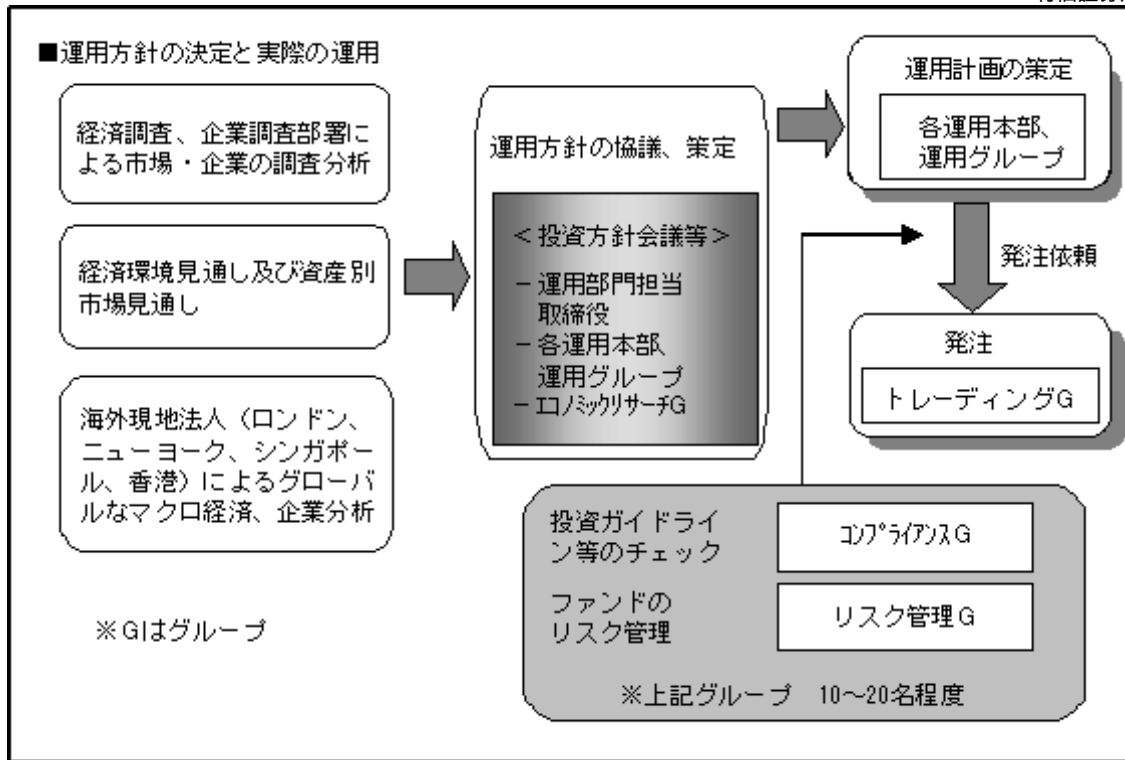 ■運用方針の決定と実際の運用
経済調査、企業調査部署に
よる市場・企業の調査分析
経済環境見通し及び資産別
市場見通し
海外現地法人（ロンドン、
ニューヨーク、シンガポー
ル、香港）によるグローバ
ルなマクロ経済、企業分析
※Gはグループ
運用方針の協議、策定
＜投資方針会議等＞
－運用部門担当
取締役
－各運用本部、
運用グループ
－ｴｺﾉﾐｯｸﾘｻｰﾁG
運用計画の策定
各運用本部、
運用グループ
発注依頼
発注
トレーディングG
投資ガイドライ
ン等のチェック
ｺﾝﾌﾟﾗｲｱﾝｽG
ファンドの
リスク管理
リスク管理G
※上記グループ　10～20名程度